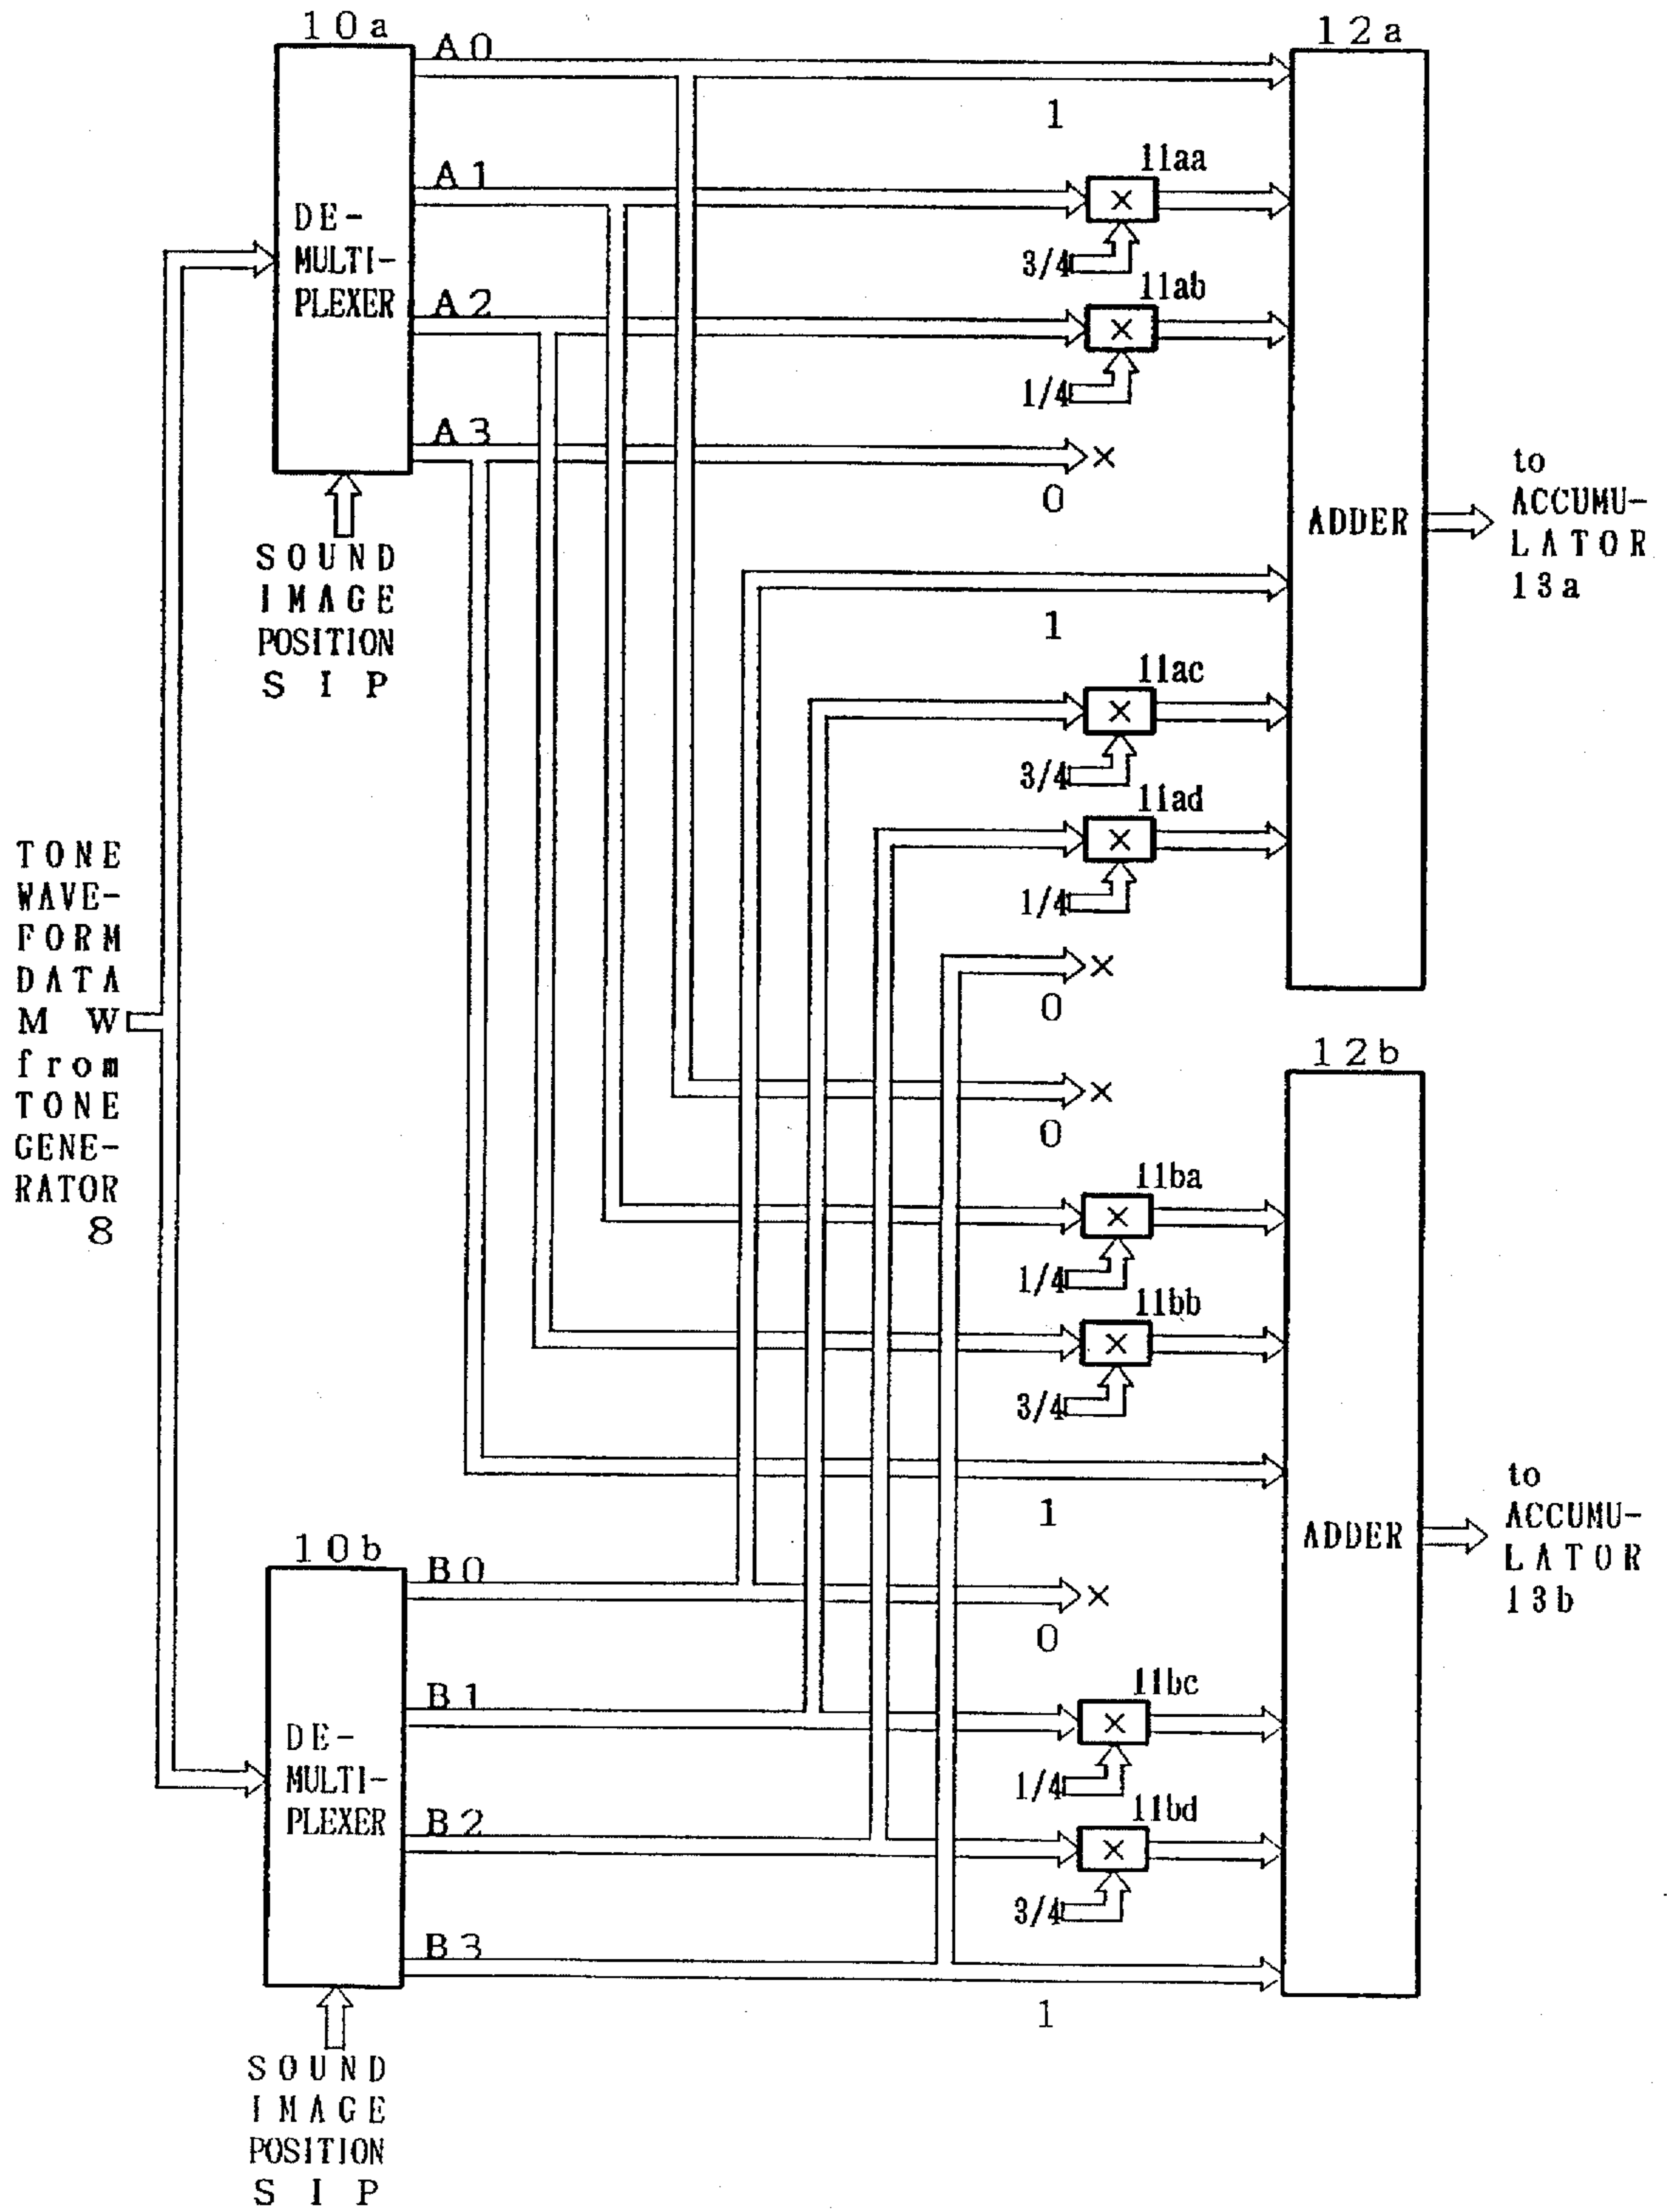 10a
A0
12a
1
A1
11aa
DE-
MULTI-
PLEXER
3/4
A2
11ab
1/4
A3
0
to
ACCUMU-
LATOR
13a
ADDER
SOUND
IMAGE
POSITION
SIP
1
11ac
3/4
11ad
1/4
TONE
WAVE-
FORM
DATA
MW
from
TONE
GENE-
RATOR
8
0
12b
0
11ba
1/4
11bb
3/4
1
to
ACCUMU-
LATOR
13b
ADDER
10b
B0
0
B1
11bc
DE-
MULTI-
PLEXER
1/4
B2
11bd
3/4
B3
1
SOUND
IMAGE
POSITION
SIP